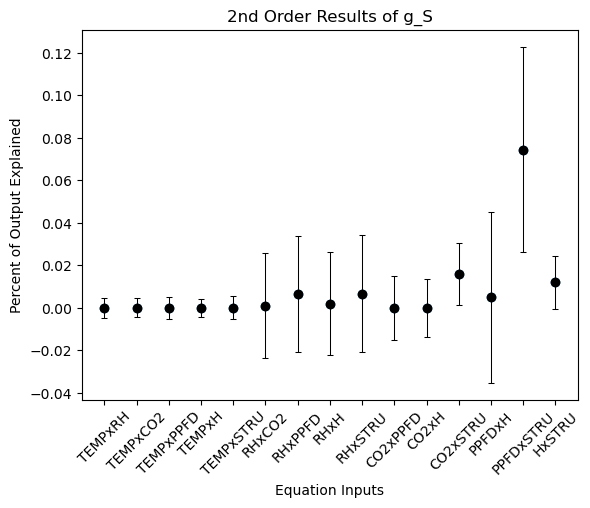 2nd Order Results of g_S
Percent of Output Explained
0.12
0.10
0.08
0.06
0.04
0.02
0.00
−0.02
−0.04
TEMPxRH
TEMPxCO2
TEMPxPPFD
TEMPxH
TEMPxSTRU
RHxCO2
RHxPPFD
RHxH
RHxSTRU
CO2xPPFD
CO2xH
CO2xSTRU
PPFDxH
PPFDxSTRU
HxSTRU
Equation Inputs